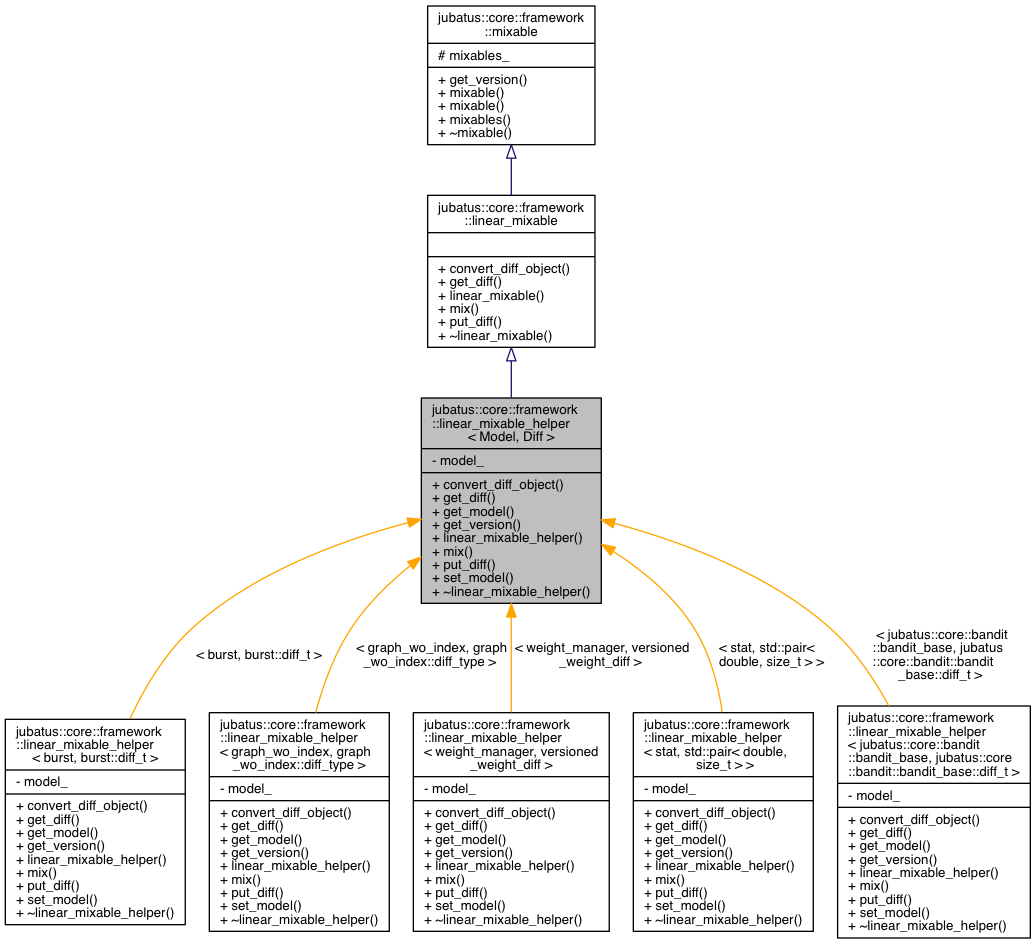 jubatus::core::framework
::mixable
# mixables_
+ get_version()
+ mixable()
+ mixable()
+ mixables()
+ ~mixable()
jubatus::core::framework
::linear_mixable
+ convert_diff_object()
+ get_diff()
+ linear_mixable()
+ mix()
+ put_diff()
+ ~linear_mixable()
jubatus::core::framework
::linear_mixable_helper
< Model, Diff >
- model_
+ convert_diff_object()
+ get_diff()
+ get_model()
+ get_version()
+ linear_mixable_helper()
+ mix()
+ put_diff()
+ set_model()
+ ~linear_mixable_helper()
< burst, burst::diff_t >
< graph_wo_index, graph
_wo_index::diff_type >
< weight_manager, versioned
_weight_diff >
< stat, std::pair<
double, size_t > >
< jubatus::core::bandit
::bandit_base, jubatus
::core::bandit::bandit
_base::diff_t >
jubatus::core::framework
::linear_mixable_helper
< burst, burst::diff_t >
- model_
+ convert_diff_object()
+ get_diff()
+ get_model()
+ get_version()
+ linear_mixable_helper()
+ mix()
+ put_diff()
+ set_model()
+ ~linear_mixable_helper()
jubatus::core::framework
::linear_mixable_helper
< graph_wo_index, graph
_wo_index::diff_type >
- model_
+ convert_diff_object()
+ get_diff()
+ get_model()
+ get_version()
+ linear_mixable_helper()
+ mix()
+ put_diff()
+ set_model()
+ ~linear_mixable_helper()
jubatus::core::framework
::linear_mixable_helper
< weight_manager, versioned
_weight_diff >
- model_
+ convert_diff_object()
+ get_diff()
+ get_model()
+ get_version()
+ linear_mixable_helper()
+ mix()
+ put_diff()
+ set_model()
+ ~linear_mixable_helper()
jubatus::core::framework
::linear_mixable_helper
< stat, std::pair< double,
size_t > >
- model_
+ convert_diff_object()
+ get_diff()
+ get_model()
+ get_version()
+ linear_mixable_helper()
+ mix()
+ put_diff()
+ set_model()
+ ~linear_mixable_helper()
jubatus::core::framework
::linear_mixable_helper
< jubatus::core::bandit
::bandit_base, jubatus::core
::bandit::bandit_base::diff_t >
- model_
+ convert_diff_object()
+ get_diff()
+ get_model()
+ get_version()
+ linear_mixable_helper()
+ mix()
+ put_diff()
+ set_model()
+ ~linear_mixable_helper()